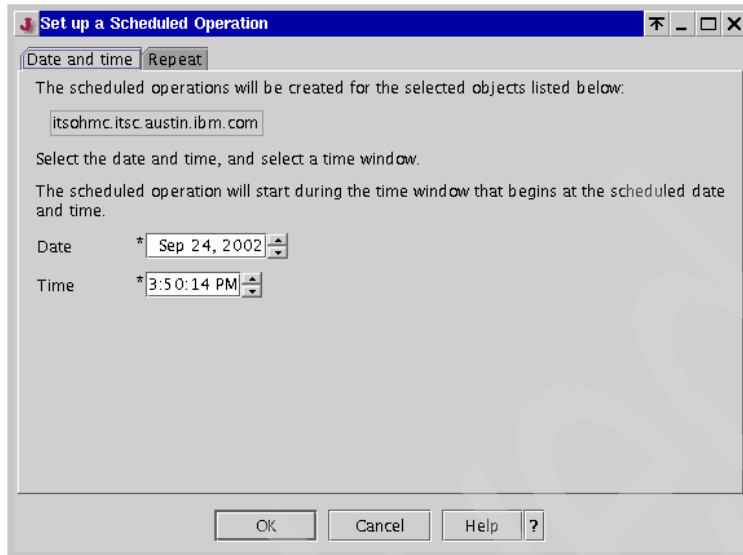 Set up a Scheduled Operation
Date and time Repeat
The scheduled operations will be created for the selected objects listed below:
itsohmc.itsc.austin.ibm.com
Select the date and time, and select a time window.
The scheduled operation will start during the time window that begins at the scheduled date
and time.
Date * Sep 24, 2002
Time * 3:50:14 PM
OK Cancel Help ?